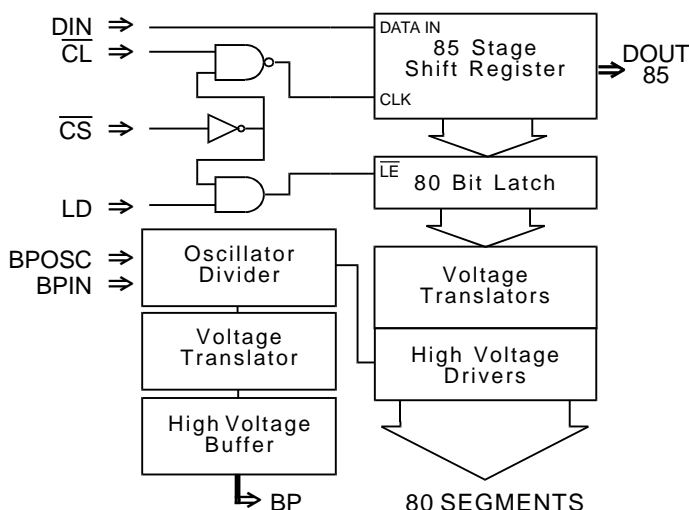 DIN
CL
CS
LD
BPOSC
BPIN
DATA IN
85 Stage
Shift Register
CLK
DOUT
85
LE
80 Bit Latch
Oscillator
Divider
Voltage
Translators
Voltage
Translator
High Voltage
Drivers
High Voltage
Buffer
BP
80 SEGMENTS